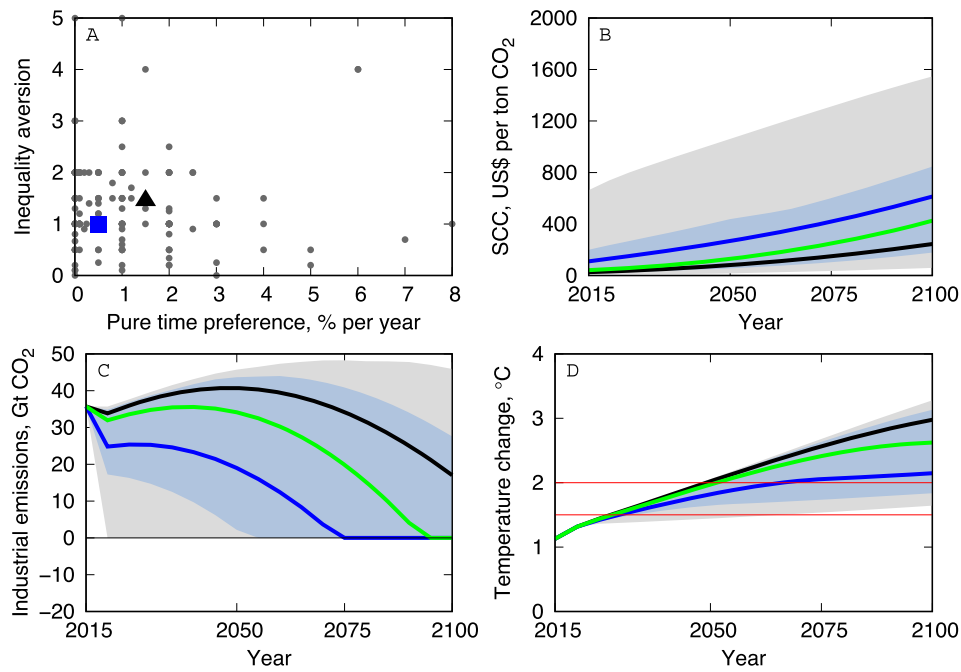 A
Inequality aversion
5
4
3
2
1
0
0 1 2 3 4 5 6 7 8
Pure time preference, % per year
B
SCC, US$ per ton CO₂
2000
1600
1200
800
400
0
2015 2050 2075 2100
Year
C
Industrial emissions, Gt CO₂
50
40
30
20
10
0
−10
−20
2015 2050 2075 2100
Year
D
Temperature change, °C
4
3
2
1
0
2015 2050 2075 2100
Year